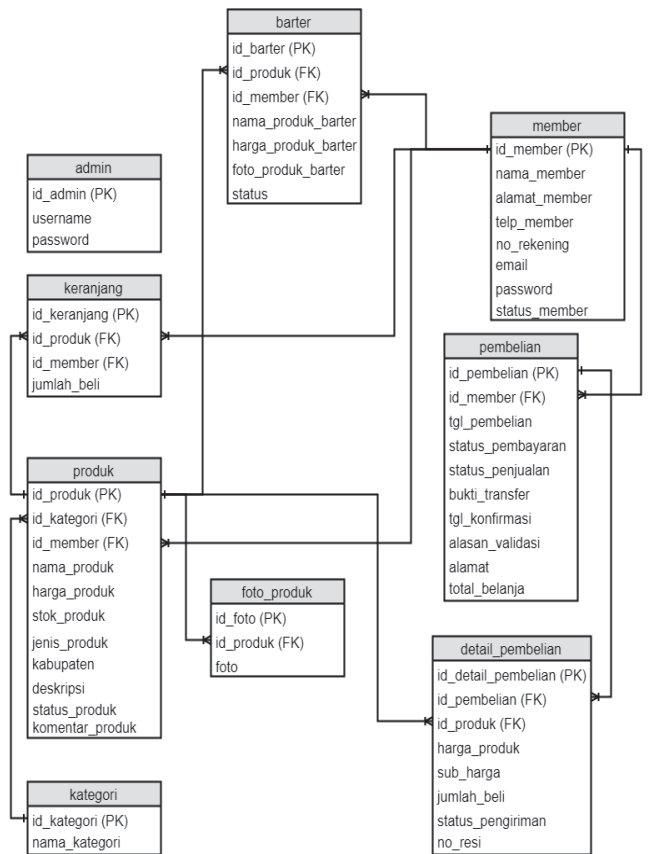 barter
id_barter (PK)
id_produk (FK)
id_member (FK)
nama_produk_barter
harga_produk_barter
foto_produk_barter
status
member
id_member (PK)
nama_member
alamat_member
telp_member
no_rekening
email
password
status_member
admin
id_admin (PK)
username
password
keranjang
id_keranjang (PK)
id_produk (FK)
id_member (FK)
jumlah_beli
pembelian
id_pembelian (PK)
id_member (FK)
tgl_pembelian
status_pembayaran
status_penjualan
bukti_transfer
tgl_konfirmasi
alasan_validasi
alamat
total_belanja
produk
id_produk (PK)
id_kategori (FK)
id_member (FK)
nama_produk
harga_produk
stok_produk
jenis_produk
kabupaten
deskripsi
status_produk
komentar_produk
foto_produk
id_foto (PK)
id_produk (FK)
foto
detail_pembelian
id_detail_pembelian (PK)
id_pembelian (FK)
id_produk (FK)
harga_produk
sub_harga
jumlah_beli
status_pengiriman
no_resi
kategori
id_kategori (PK)
nama_kategori